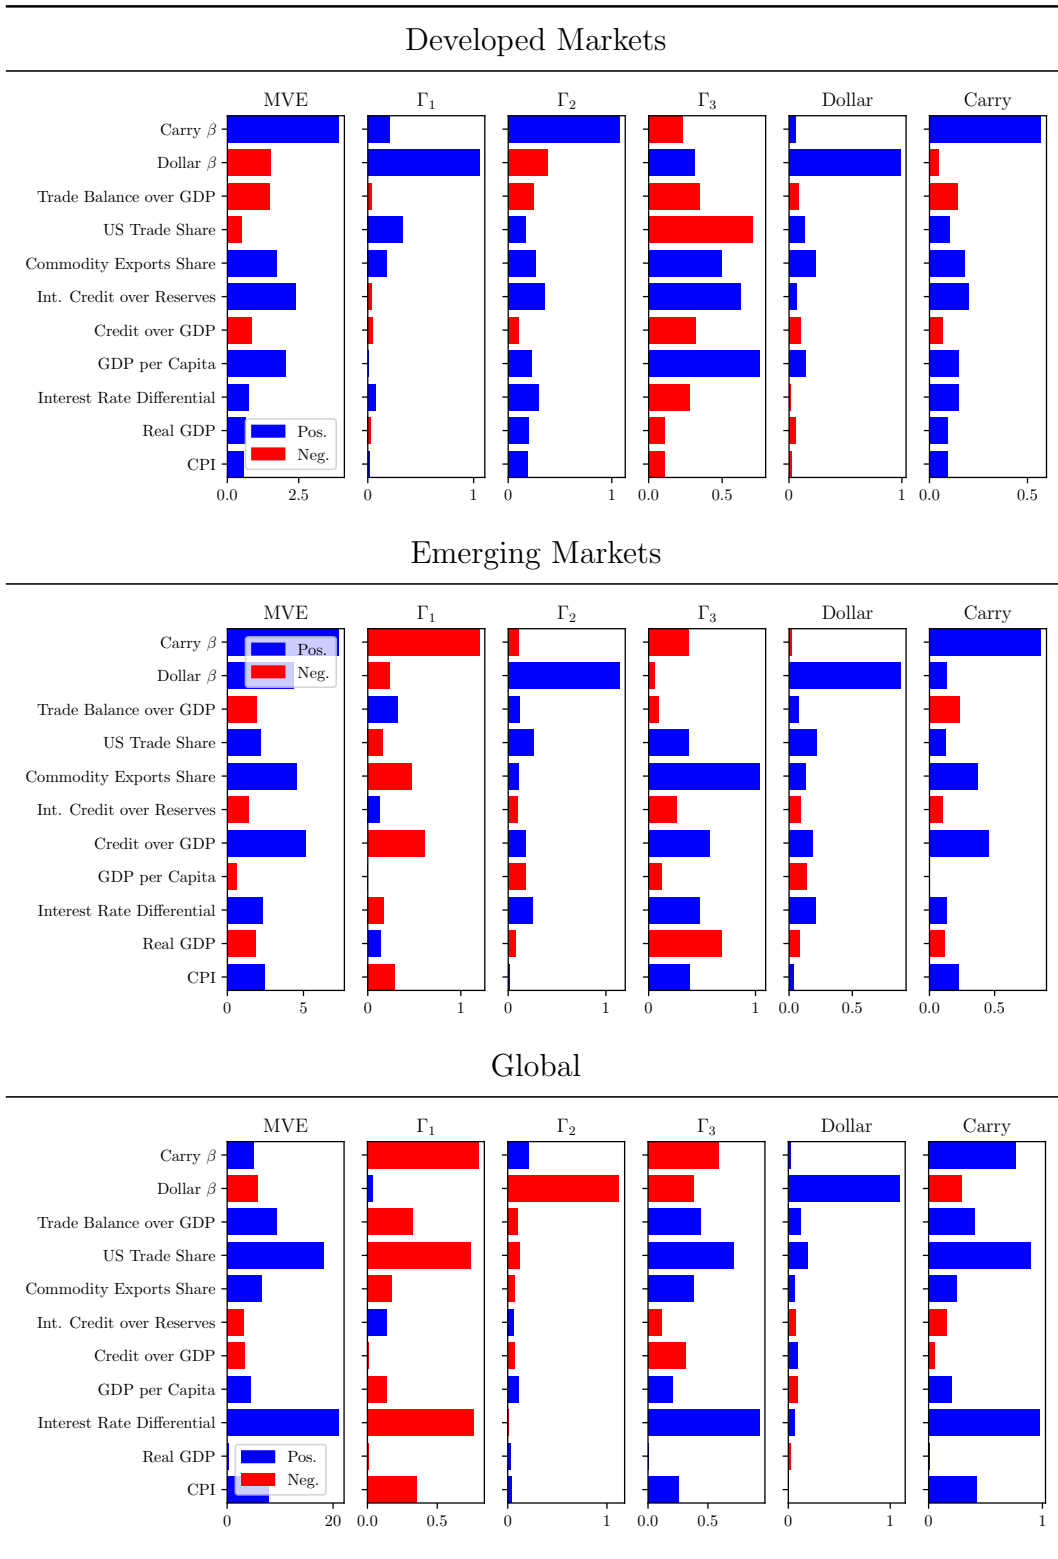 Developed Markets
MVE Γ1 Γ2 Γ3 Dollar Carry
Carry β
Dollar β
Trade Balance over GDP
US Trade Share
Commodity Exports Share
Int. Credit over Reserves
Credit over GDP
GDP per Capita
Interest Rate Differential
Real GDP
CPI
Pos.
Neg.
0.0 2.5 0 1 0 1 0.0 0.5 0 1 0.0 0.5
Emerging Markets
MVE Γ1 Γ2 Γ3 Dollar Carry
Carry β
Dollar β
Trade Balance over GDP
US Trade Share
Commodity Exports Share
Int. Credit over Reserves
Credit over GDP
GDP per Capita
Interest Rate Differential
Real GDP
CPI
Pos.
Neg.
0 5 0 1 0 1 0 1 0.0 0.5 0.0 0.5
Global
MVE Γ1 Γ2 Γ3 Dollar Carry
Carry β
Dollar β
Trade Balance over GDP
US Trade Share
Commodity Exports Share
Int. Credit over Reserves
Credit over GDP
GDP per Capita
Interest Rate Differential
Real GDP
CPI
Pos.
Neg.
0 20 0.0 0.5 0 1 0.0 0.5 0 1 0 1